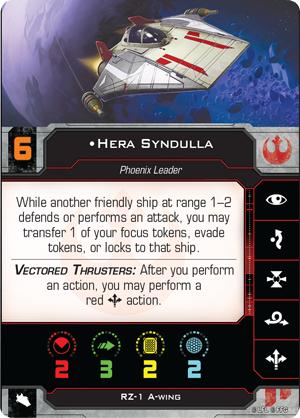 6
•Hera Syndulla
Phoenix Leader
While another friendly ship at range 1–2
defends or performs an attack, you may
transfer 1 of your focus tokens, evade
tokens, or locks to that ship.
Vectored Thrusters: After you perform
an action, you may perform a
red action.
2 3 2 2
RZ-1 A-wing
©LFL ©FFG